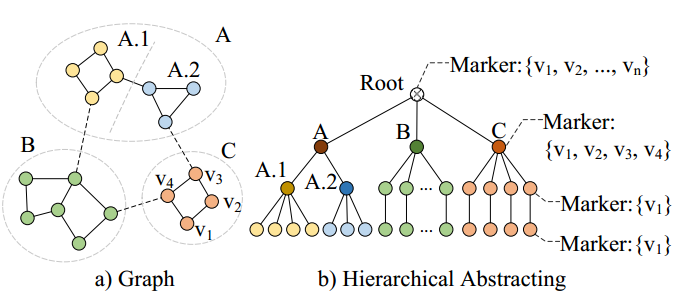 A
A.1
A.2
B
C
v₄
v₃
v₂
v₁
a) Graph
Root
Marker:{v₁, v₂, ..., vₙ}
A
B
C
Marker:
{v₁, v₂, v₃, v₄}
A.1
A.2
...
Marker:{v₁}
...
Marker:{v₁}
b) Hierarchical Abstracting